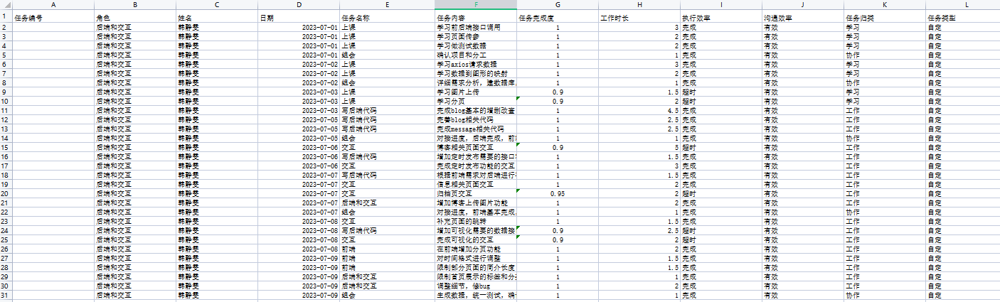 A B C D E F G H I J K L
1 任务编号 角色 姓名 日期 任务名称 任务内容 任务完成度 工作时长 执行效率 沟通效率 任务归类 任务类型
2 后端和交互 韩静雯 2023-07-01 上课 学习前后端接口调用 1 3 完成 有效 学习 自定
3 后端和交互 韩静雯 2023-07-01 上课 学习页面传参 1 2 完成 有效 学习 自定
4 后端和交互 韩静雯 2023-07-01 上课 学习做测试数据 1 2 完成 有效 学习 自定
5 后端和交互 韩静雯 2023-07-01 组会 确认项目和分工 1 1 完成 有效 协作 自定
6 后端和交互 韩静雯 2023-07-02 上课 学习axios请求数据 1 3 完成 有效 学习 自定
7 后端和交互 韩静雯 2023-07-02 上课 学习数据到图形的映射 1 2 完成 有效 学习 自定
8 后端和交互 韩静雯 2023-07-02 组会 详细需求分析，建数据库 1 1 完成 有效 协作 自定
9 后端和交互 韩静雯 2023-07-03 上课 学习图片上传 0.9 1.5 超时 有效 学习 自定
10 后端和交互 韩静雯 2023-07-03 上课 学习分页 0.9 2 超时 有效 学习 自定
11 后端和交互 韩静雯 2023-07-03 写后端代码 完成blog基本的增删改查 1 4.5 完成 有效 工作 自定
12 后端和交互 韩静雯 2023-07-05 写后端代码 完善blog相关代码 1 2.5 完成 有效 工作 自定
13 后端和交互 韩静雯 2023-07-05 写后端代码 完成message相关代码 1 2.5 完成 有效 工作 自定
14 后端和交互 韩静雯 2023-07-05 组会 对接进度，后端完成，前 1 1 完成 有效 协作 自定
15 后端和交互 韩静雯 2023-07-06 交互 博客相关页面交互 0.9 5 超时 有效 工作 自定
16 后端和交互 韩静雯 2023-07-06 写后端代码 增加定时发布需要的接口 1 1.5 完成 有效 工作 自定
17 后端和交互 韩静雯 2023-07-06 交互 完成定时发布功能的交互 1 3 完成 有效 工作 自定
18 后端和交互 韩静雯 2023-07-07 写后端代码 根据前端需求对后端进行 1 1.5 完成 有效 工作 自定
19 后端和交互 韩静雯 2023-07-07 交互 信息相关页面交互 1 2 完成 有效 工作 自定
20 后端和交互 韩静雯 2023-07-07 交互 归档页交互 0.95 2 超时 有效 工作 自定
21 后端和交互 韩静雯 2023-07-07 后端和交互 增加博客上传图片功能 1 2 完成 有效 工作 自定
22 后端和交互 韩静雯 2023-07-07 组会 对接进度，前端基本完成 1 1 完成 有效 协作 自定
23 后端和交互 韩静雯 2023-07-08 交互 补充页面的跳转 1 1.5 完成 有效 工作 自定
24 后端和交互 韩静雯 2023-07-08 写后端代码 增加可视化需要的数据接 0.9 2.5 超时 有效 工作 自定
25 后端和交互 韩静雯 2023-07-08 交互 完成可视化的交互 0.9 2 超时 有效 工作 自定
26 后端和交互 韩静雯 2023-07-08 前端 在前端增加分页功能 1 2 完成 有效 工作 自定
27 后端和交互 韩静雯 2023-07-09 前端 对时间格式进行调整 1 1.5 完成 有效 工作 自定
28 后端和交互 韩静雯 2023-07-09 前端 限制部分页面的简介长度 1 1.5 完成 有效 工作 自定
29 后端和交互 韩静雯 2023-07-09 后端和交互 限制首页展示的标签和分 1 1 完成 有效 工作 自定
30 后端和交互 韩静雯 2023-07-09 后端和交互 调整细节，修bug 1 2 完成 有效 工作 自定
31 后端和交互 韩静雯 2023-07-09 组会 生成数据，统一测试，确 1 1 完成 有效 协作 自定